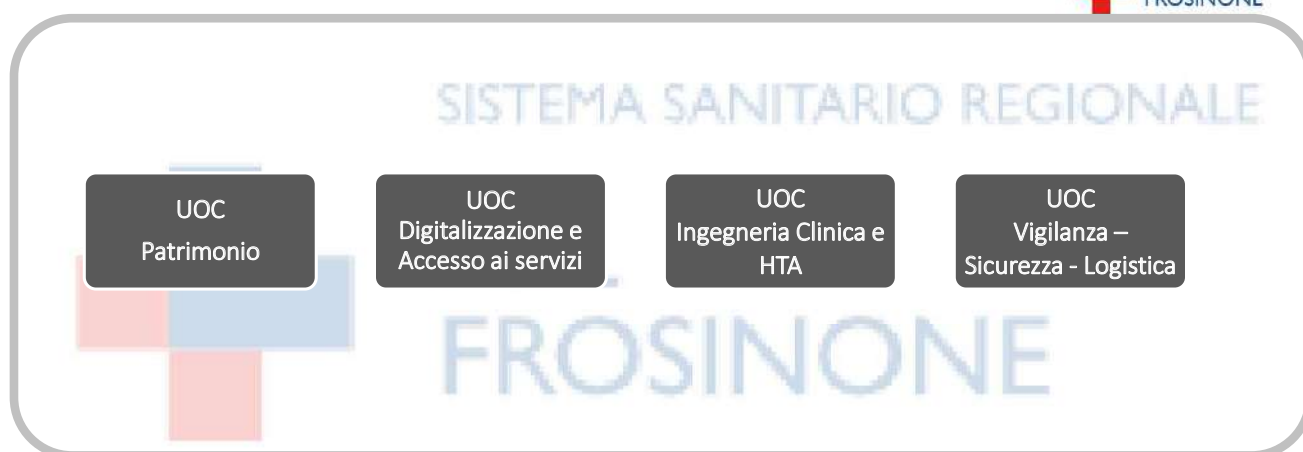 FROSINONE
SISTEMA SANITARIO REGIONALE
UOC
Patrimonio
UOC
Digitalizzazione e
Accesso ai servizi
UOC
Ingegneria Clinica e
HTA
UOC
Vigilanza –
Sicurezza - Logistica
FROSINONE